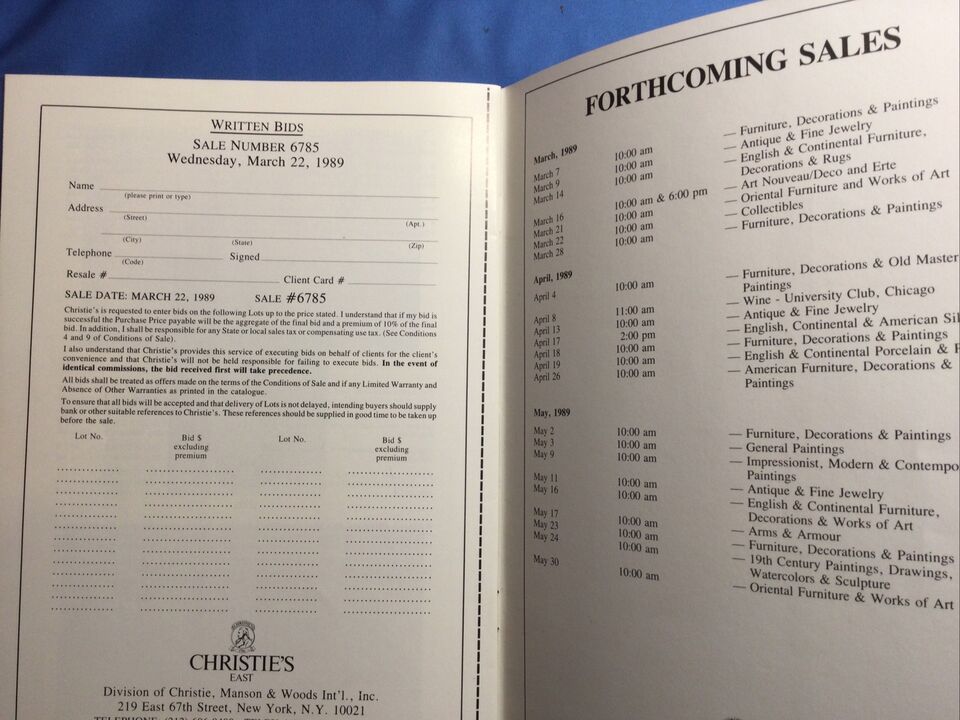 WRITTEN BIDS
SALE NUMBER 6785
Wednesday, March 22, 1989
Name
(please print or type)
Address
(Street) (Apt.)
(City) (State) (Zip)
Telephone Signed
(Code)
Resale # Client Card #
SALE DATE: MARCH 22, 1989 SALE #6785
Christie's is requested to enter bids on the following Lots up to the price stated. I understand that if my bid is
successful the Purchase Price payable will be the aggregate of the final bid and a premium of 10% of the final
bid. In addition, I shall be responsible for any State or local sales tax or compensating use tax. (See Conditions
4 and 9 of Conditions of Sale).
I also understand that Christie's provides this service of executing bids on behalf of clients for the client's
convenience and that Christie's will not be held responsible for failing to execute bids. In the event of
identical commissions, the bid received first will take precedence.
All bids shall be treated as offers made on the terms of the Conditions of Sale and if any Limited Warranty and
Absence of Other Warranties as printed in the catalogue.
To ensure that all bids will be accepted and that delivery of Lots is not delayed, intending buyers should supply
bank or other suitable references to Christie's. These references should be supplied in good time to be taken up
before the sale.
Lot No. Bid $ Lot No. Bid $
excluding excluding
premium premium
CHRISTIE'S
EAST
Division of Christie, Manson & Woods Int'l., Inc.
219 East 67th Street, New York, N.Y. 10021
FORTHCOMING SALES
March, 1989
March 7 10:00 am — Furniture, Decorations & Paintings
March 9 10:00 am — Antique & Fine Jewelry
March 14 10:00 am — English & Continental Furniture,
Decorations & Rugs
March 16 10:00 am & 6:00 pm — Art Nouveau/Deco and Erte
March 21 10:00 am — Oriental Furniture and Works of Art
March 22 10:00 am — Collectibles
March 28 10:00 am — Furniture, Decorations & Paintings
April, 1989
April 4 10:00 am — Furniture, Decorations & Old Master
Paintings
April 8 11:00 am — Wine - University Club, Chicago
April 13 10:00 am — Antique & Fine Jewelry
April 17 2:00 pm — English, Continental & American Sil
April 18 10:00 am — Furniture, Decorations & Paintings
April 19 10:00 am — English & Continental Porcelain &
April 26 10:00 am — American Furniture, Decorations &
Paintings
May, 1989
May 2 10:00 am — Furniture, Decorations & Paintings
May 3 10:00 am — General Paintings
May 9 10:00 am — Impressionist, Modern & Contempo
Paintings
May 11 10:00 am — Antique & Fine Jewelry
May 16 10:00 am — English & Continental Furniture,
Decorations & Works of Art
May 17 10:00 am — Arms & Armour
May 23 10:00 am — Furniture, Decorations & Paintings
May 24 10:00 am — 19th Century Paintings, Drawings,
Watercolors & Sculpture
May 30 10:00 am — Oriental Furniture & Works of Art